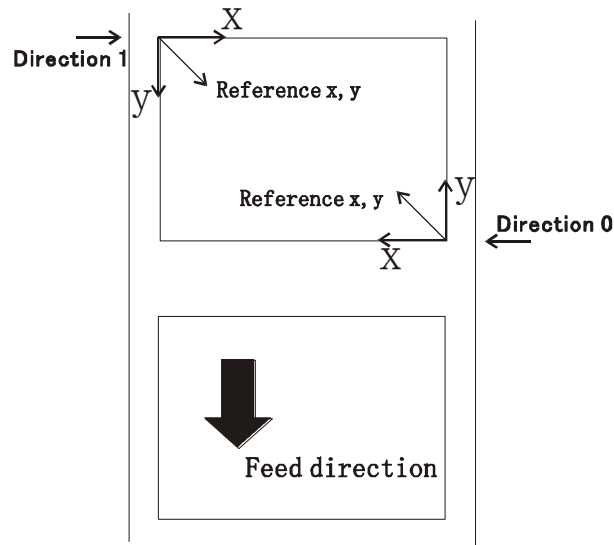 X
Direction 1
y
Reference x, y
Reference x, y
y
Direction 0
X
Feed direction